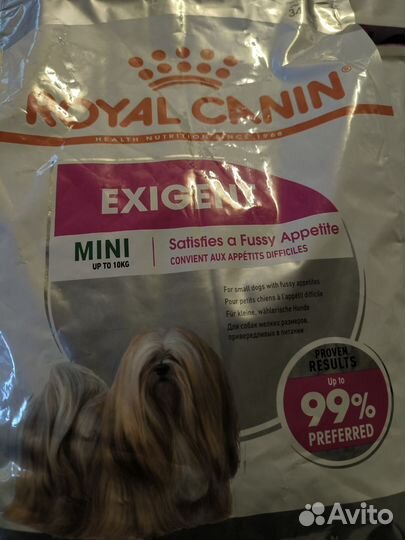 ROYAL CANIN
HEALTH NUTRITION SINCE 1968
EXIGENT
MINI
UP TO 10KG
Satisfies a Fussy Appetite
CONVIENT AUX APPÉTITS DIFFICILES
For small dogs with fussy appetites
Pour petits chiens à l'appétit difficile
Für kleine, wählerische Hunde
Для собак мелких размеров,
привередливых в питании
PROVEN
RESULTS
Up to
99%
PREFERRED
Avito